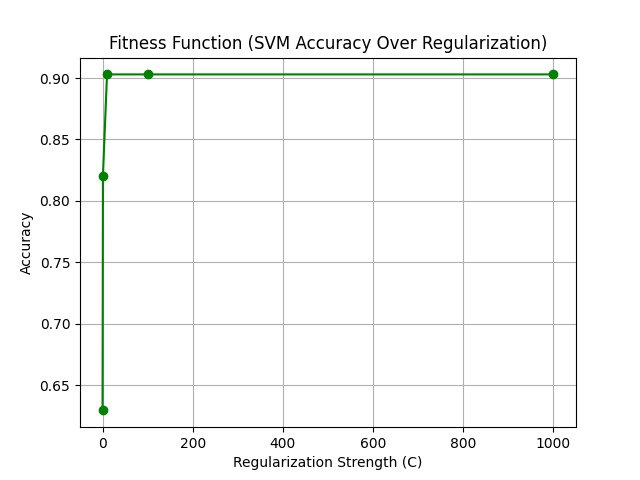 Fitness Function (SVM Accuracy Over Regularization)
0.90
0.85
0.80
0.75
0.70
0.65
Accuracy
0 200 400 600 800 1000
Regularization Strength (C)